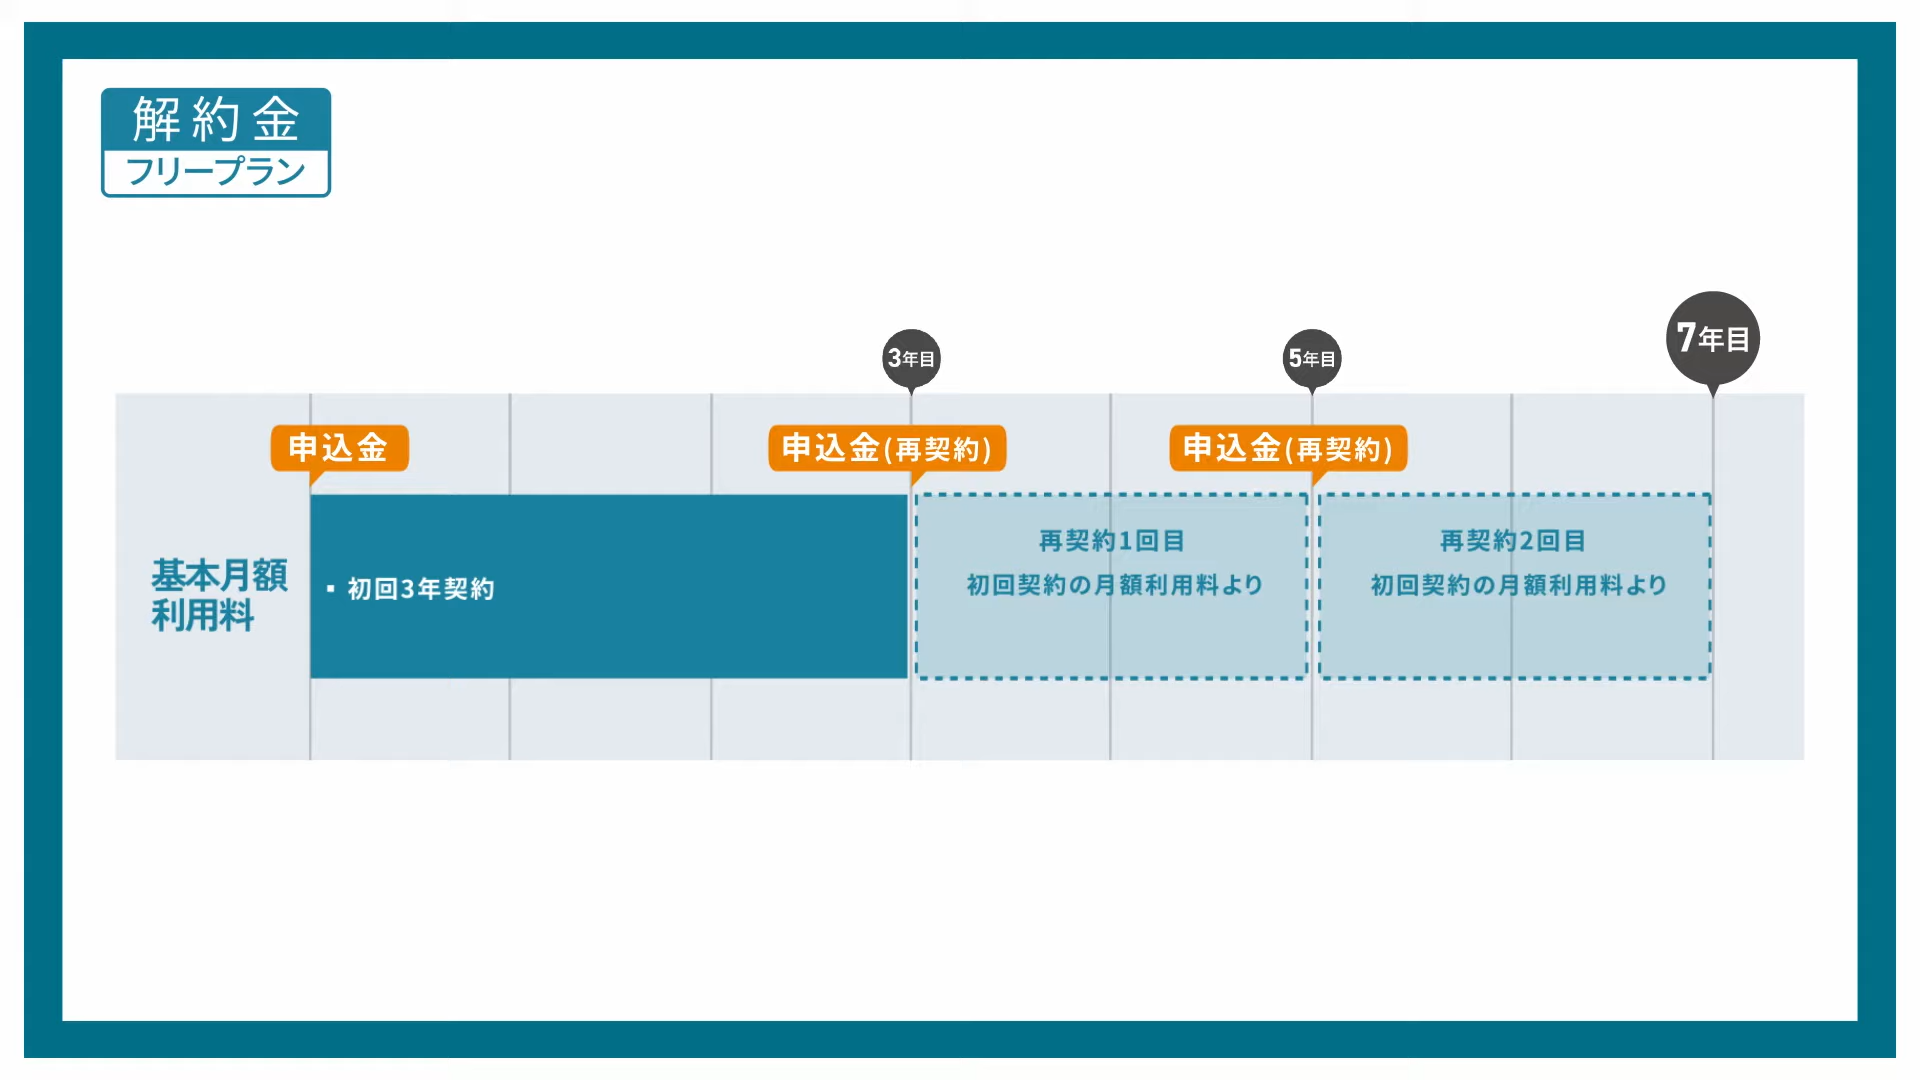 解約金
フリープラン
3年目
5年目
7年目
申込金
申込金(再契約)
申込金(再契約)
基本月額
利用料
▪ 初回3年契約
再契約1回目
初回契約の月額利用料より
再契約2回目
初回契約の月額利用料より